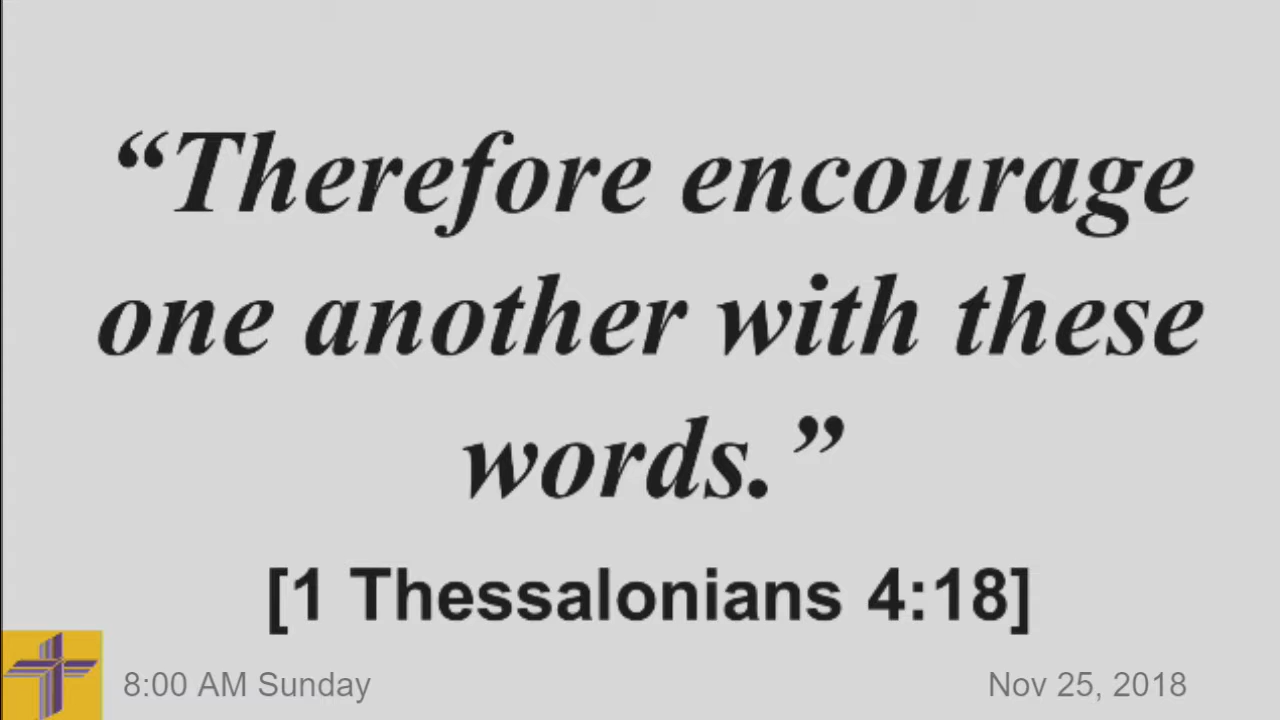 “Therefore encourage
one another with these
words.”
[1 Thessalonians 4:18]
8:00 AM Sunday
Nov 25, 2018